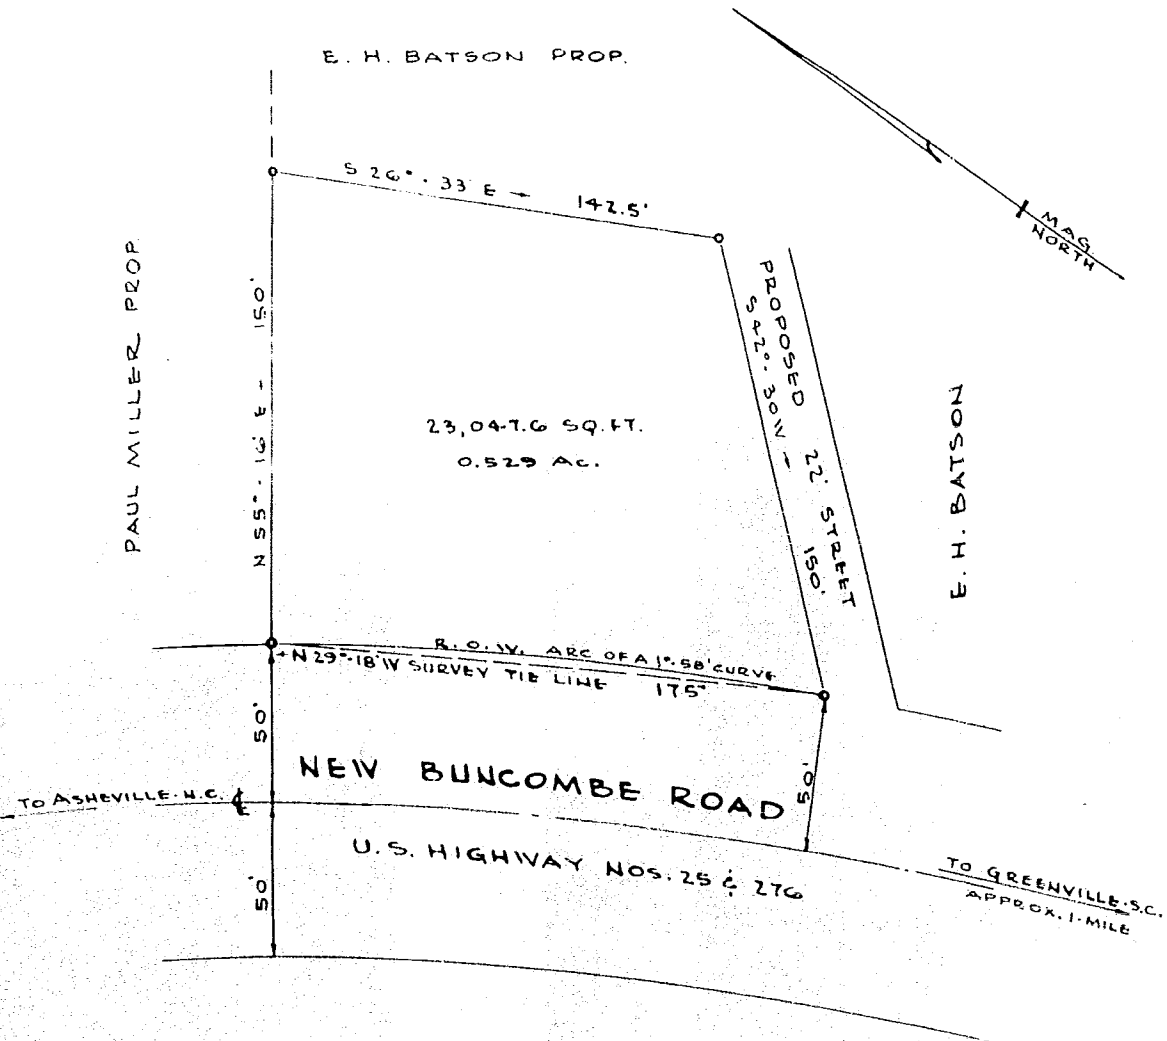 E. H. BATSON PROP.
S 26° · 33' E → 142.5'
MAG.
NORTH
PAUL MILLER PROP
N 55° · 16' E - 150'
PROPOSED 22' STREET
S 42° · 30' W → 150'
23,047.6 SQ.FT.
0.529 AC.
E. H. BATSON
R.O.W. ARC OF A 1°·58' CURVE
N 29°·18' W SURVEY TIE LINE 175'
50'
50'
NEW BUNCOMBE ROAD
TO ASHEVILLE·N.C.
U.S. HIGHWAY NOS. 25 & 276
50'
TO GREENVILLE·S.C.
APPROX. 1·MILE